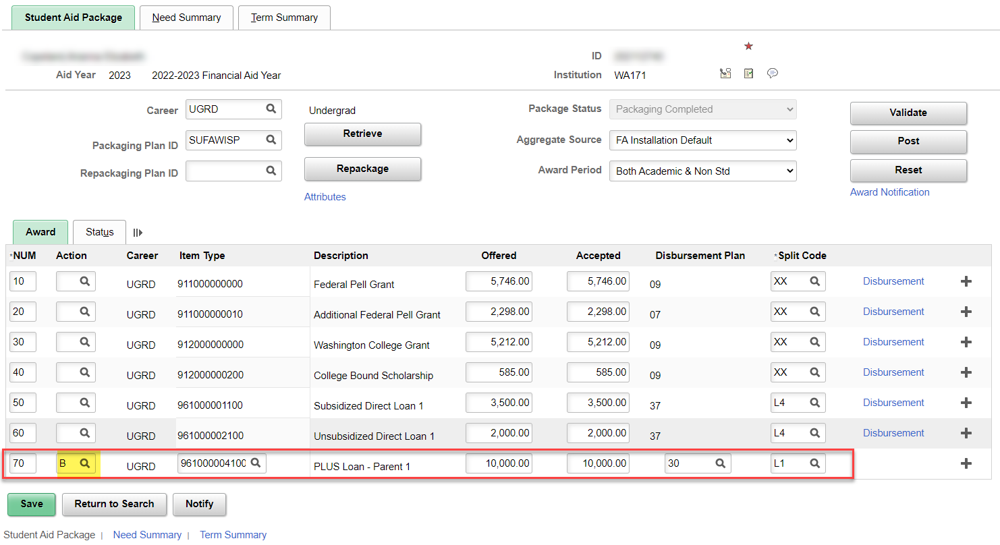 Student Aid Package Need Summary Term Summary
ID
Aid Year 2023 2022-2023 Financial Aid Year Institution WA171
Career UGRD Undergrad Package Status Packaging Completed Validate
Packaging Plan ID SUFAWISP Retrieve Aggregate Source FA Installation Default Post
Repackaging Plan ID Repackage Award Period Both Academic & Non Std Reset
Attributes Award Notification
Award Status
*NUM Action Career Item Type Description Offered Accepted Disbursement Plan *Split Code
10 UGRD 911000000000 Federal Pell Grant 5,746.00 5,746.00 09 XX Disbursement
20 UGRD 911000000010 Additional Federal Pell Grant 2,298.00 2,298.00 07 XX Disbursement
30 UGRD 912000000000 Washington College Grant 5,212.00 5,212.00 09 XX Disbursement
40 UGRD 912000000200 College Bound Scholarship 585.00 585.00 09 XX Disbursement
50 UGRD 961000001100 Subsidized Direct Loan 1 3,500.00 3,500.00 37 L4 Disbursement
60 UGRD 961000002100 Unsubsidized Direct Loan 1 2,000.00 2,000.00 37 L4 Disbursement
70 B UGRD 961000004100 PLUS Loan - Parent 1 10,000.00 10,000.00 30 L1
Save Return to Search Notify
Student Aid Package | Need Summary | Term Summary